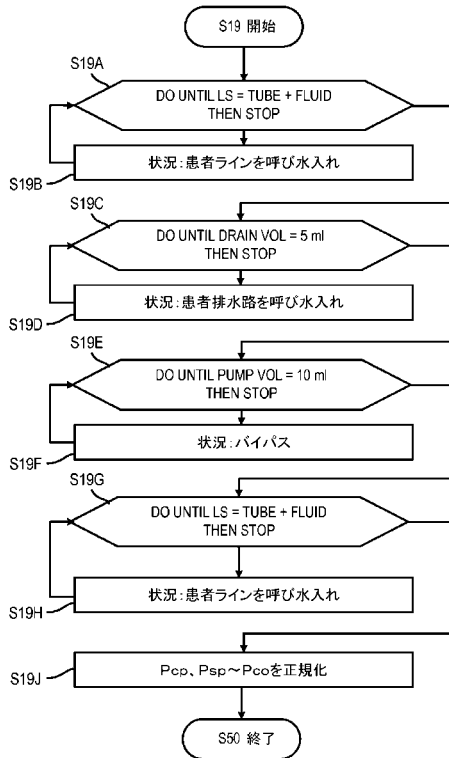 S19 開始
S19A
DO UNTIL LS = TUBE + FLUID
THEN STOP
状況：患者ラインを呼び水入れ
S19B
S19C
DO UNTIL DRAIN VOL = 5 ml
THEN STOP
状況：患者排水路を呼び水入れ
S19D
S19E
DO UNTIL PUMP VOL = 10 ml
THEN STOP
状況：バイパス
S19F
S19G
DO UNTIL LS = TUBE + FLUID
THEN STOP
状況：患者ラインを呼び水入れ
S19H
Pcp、Psp～Pcoを正規化
S19J
S50 終了